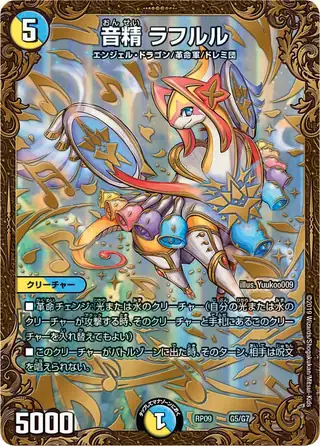 5
おんせい
音精 ラフルル
エンジェル・ドラゴン/革命軍/ドレミ団
illus.Yuukoo009
クリーチャー
■革命チェンジ:光または水のクリーチャー(自分の光または水の
クリーチャーが攻撃する時、そのクリーチャーと手札にあるこのクリー
チャーを入れ替えてもよい)
■このクリーチャーがバトルゾーンに出た時、そのターン、相手は呪文
を唱えられない。
5000
1
RP09
G5/G7
©2019 Wizards/Shogakukan/Mitsui-Kids